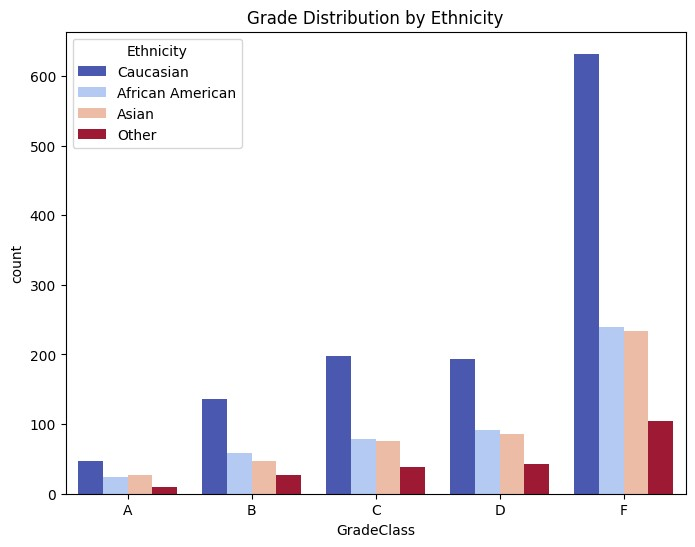 Grade Distribution by Ethnicity
Ethnicity
Caucasian
African American
Asian
Other
count
600
500
400
300
200
100
0
A B C D F
GradeClass